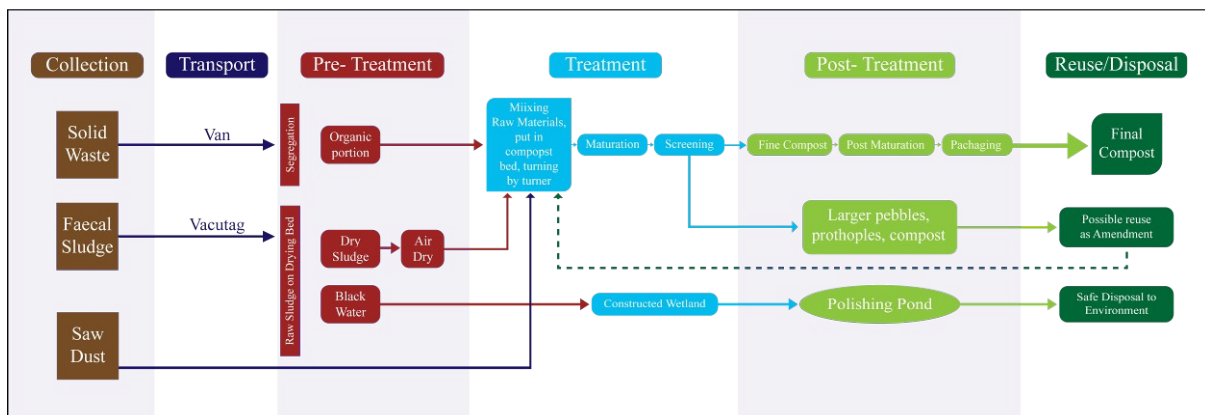 Collection
Transport
Pre- Treatment
Treatment
Post- Treatment
Reuse/Disposal
Solid
Waste
Van
Segregation
Organic
portion
Miixing
Raw Materials,
put in
compopst
bed, turning
by turner
Maturation
Screening
Fine Compost
Post Maturation
Pachaging
Final
Compost
Faecal
Sludge
Vacutag
Raw Sludge on Drying Bed
Dry
Sludge
Air
Dry
Larger pebbles,
prothoples, compost
Possible reuse
as Amendment
Black
Water
Constructed Wetland
Polishing Pond
Safe Disposal to
Environment
Saw
Dust